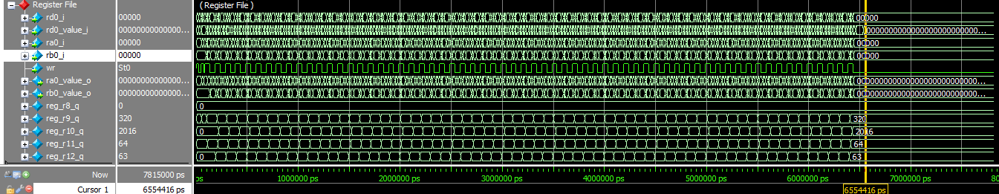 Register File ( Register File )
rd0_i 00000 00000
rd0_value_i 00000000000000... 0000000000000000000000000...
ra0_i 00000 00000
rb0_i 00000 00000
wr St0
ra0_value_o 00000000000000... 00000000000000000000000000...
rb0_value_o 00000000000000... 00000000000000000000000000...
reg_r8_q 0 0
reg_r9_q 320 320
reg_r10_q 2016 0 2016
reg_r11_q 64 64
reg_r12_q 63 0 63
Now 7815000 ps ps 1000000 ps 2000000 ps 3000000 ps 4000000 ps 5000000 ps 6000000 ps 7000000 ps 80
Cursor 1 6554416 ps 6554416 ps